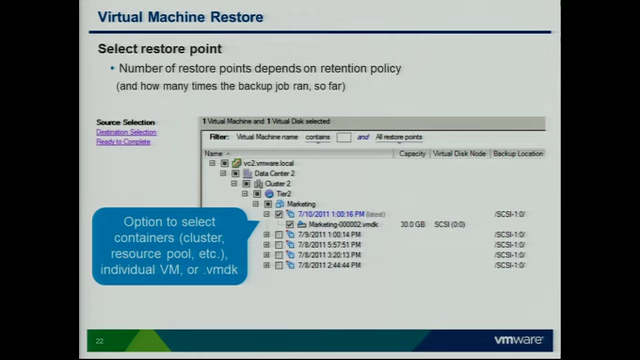 Virtual Machine Restore
Select restore point
• Number of restore points depends on retention policy
(and how many times the backup job ran, so far)
Source Selection
Destination Selection
Ready to Complete
1 Virtual Machine and 1 Virtual Disk selected
Filter: Virtual Machine name contains and All restore points
Name Capacity Virtual Disk Node Backup Location
vc2.vmware.local
Data Center 2
Cluster 2
Tier2
Marketing
7/10/2011 1:00:16 PM (latest) /SCSI-1:0/
Marketing-000002.vmdk 30.0 GB SCSI (0:0)
7/9/2011 1:00:14 PM /SCSI-1:0/
7/8/2011 5:57:51 PM /SCSI-1:0/
7/8/2011 3:20:13 PM /SCSI-1:0/
7/8/2011 2:44:44 PM /SCSI-1:0/
Option to select
containers (cluster,
resource pool, etc.),
individual VM, or .vmdk
22
vmware